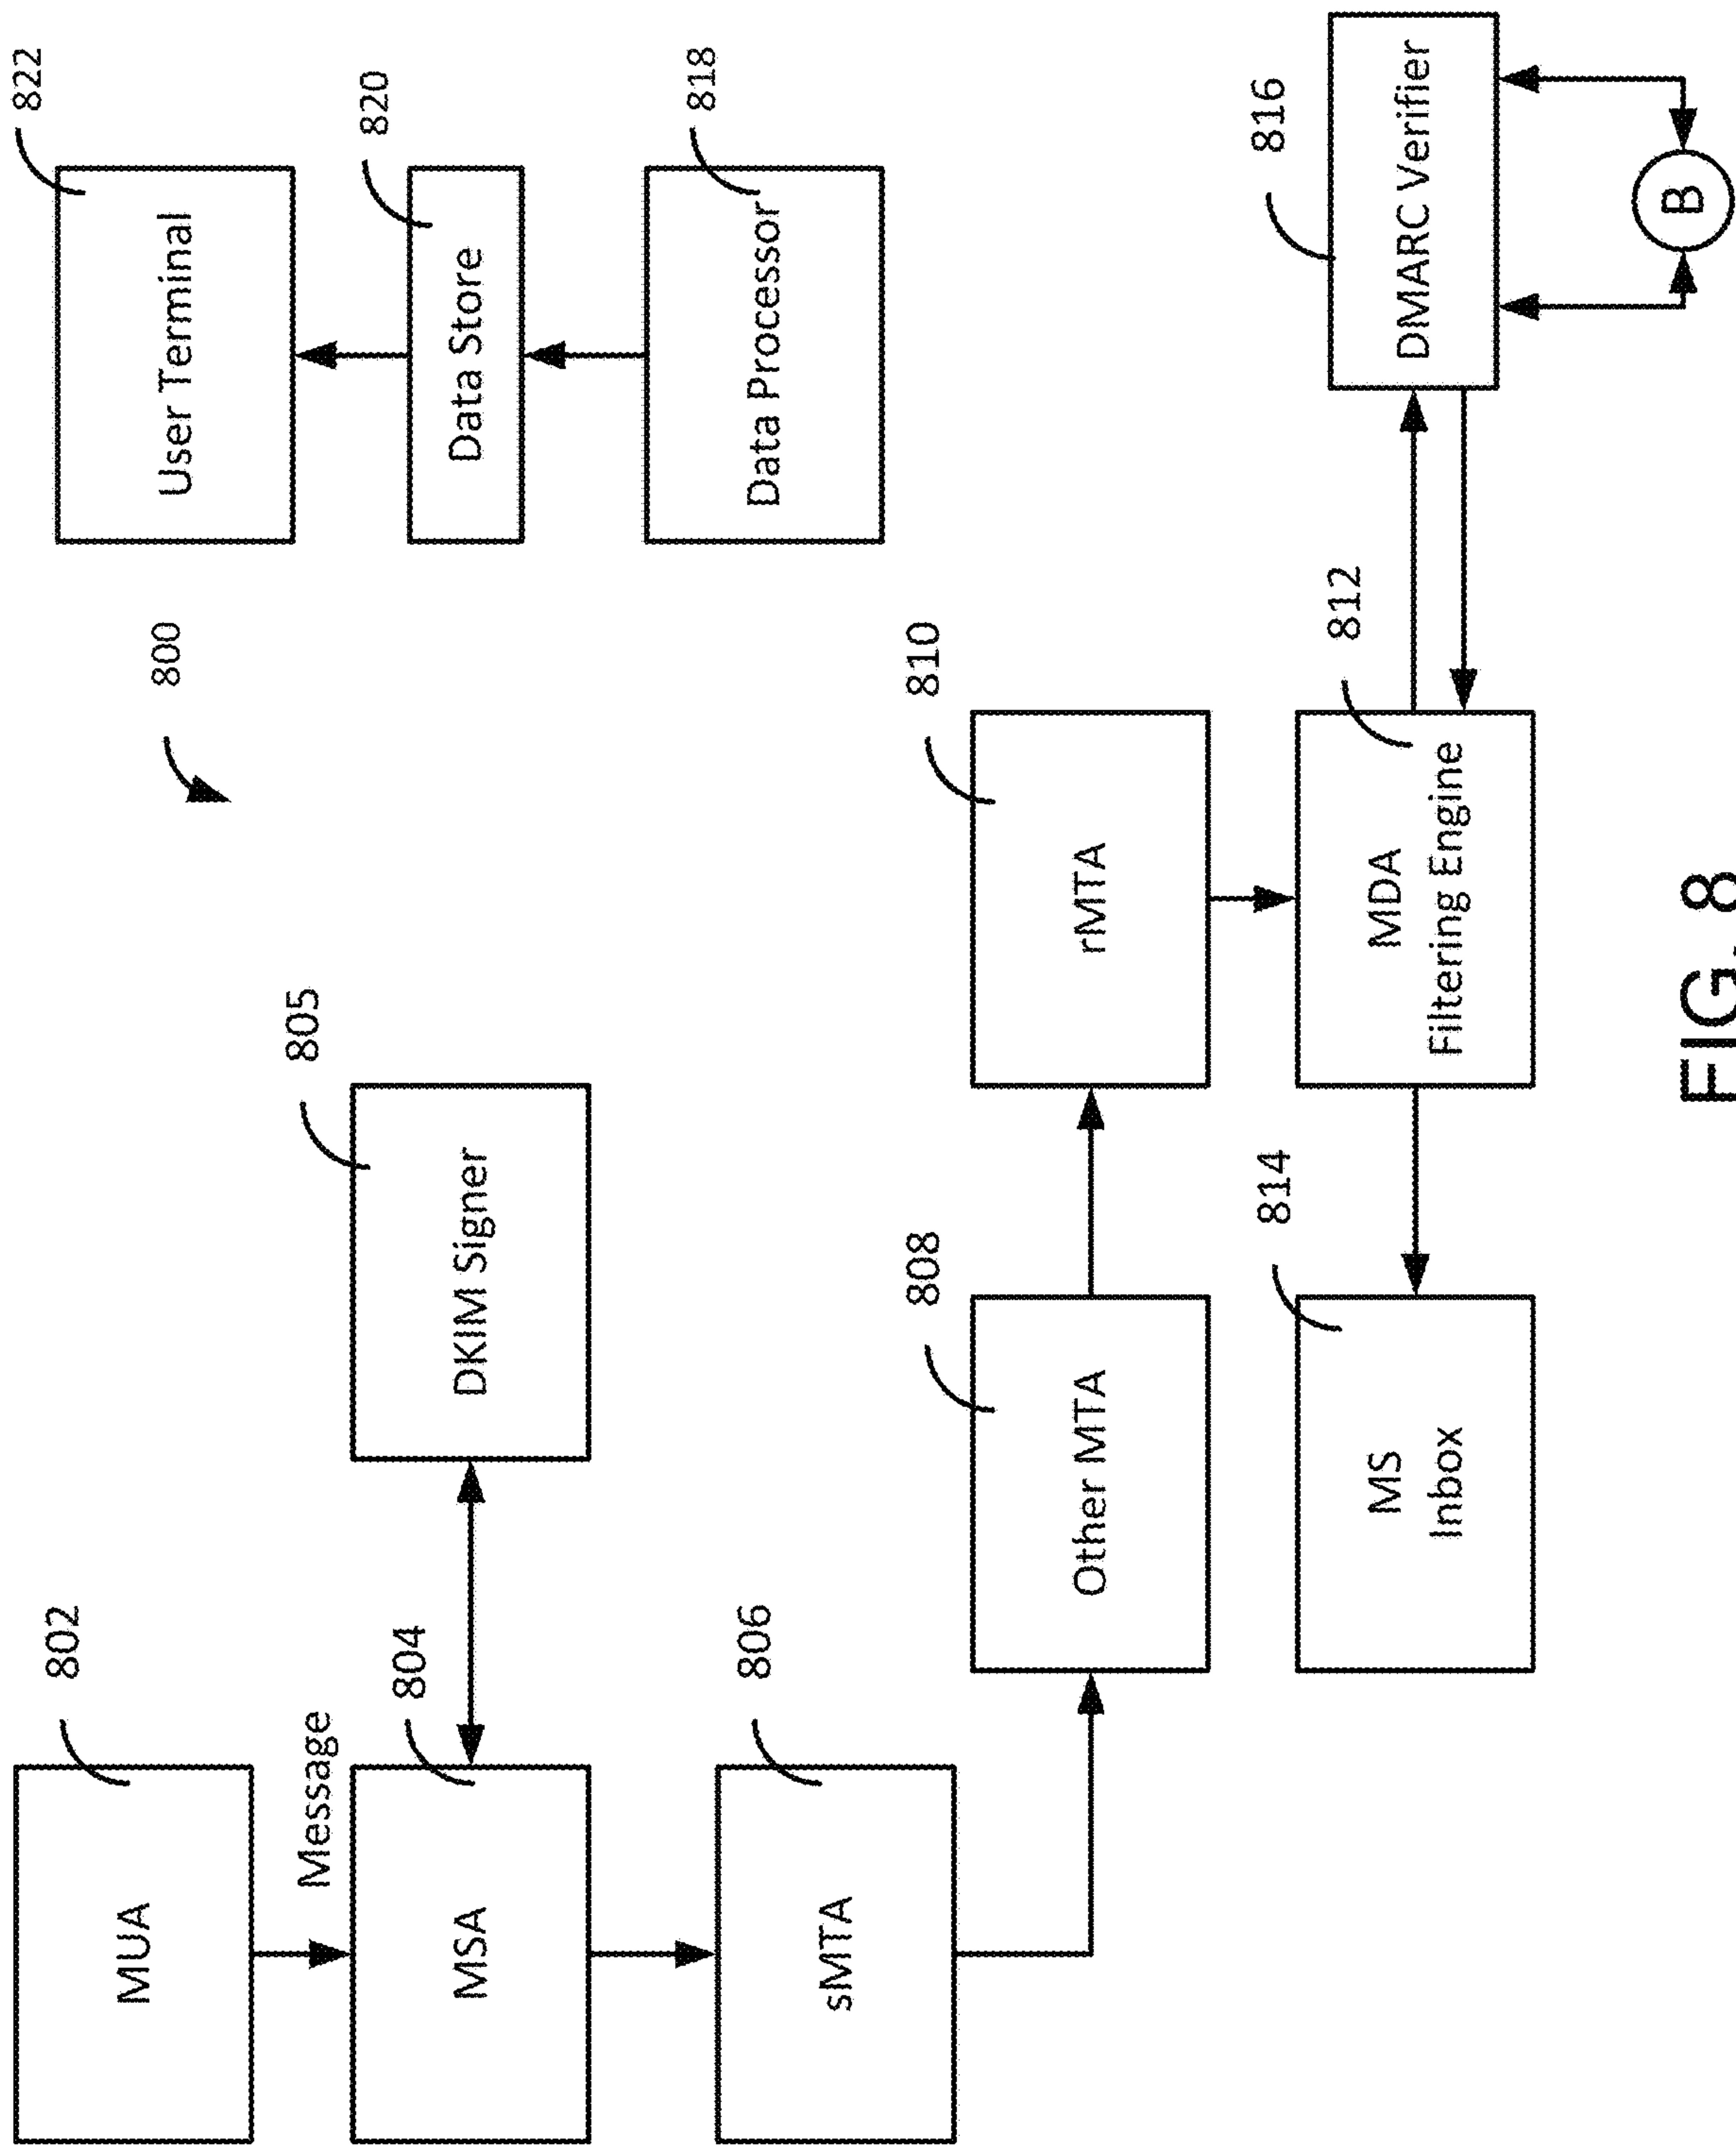 800
802
MUA
Message
804
MSA
805
DKIM Signer
806
sMTA
808
Other MTA
810
rMTA
812
MDA
Filtering Engine
814
MS
Inbox
816
DMARC Verifier
B
818
Data Processor
820
Data Store
822
User Terminal
FIG. 8